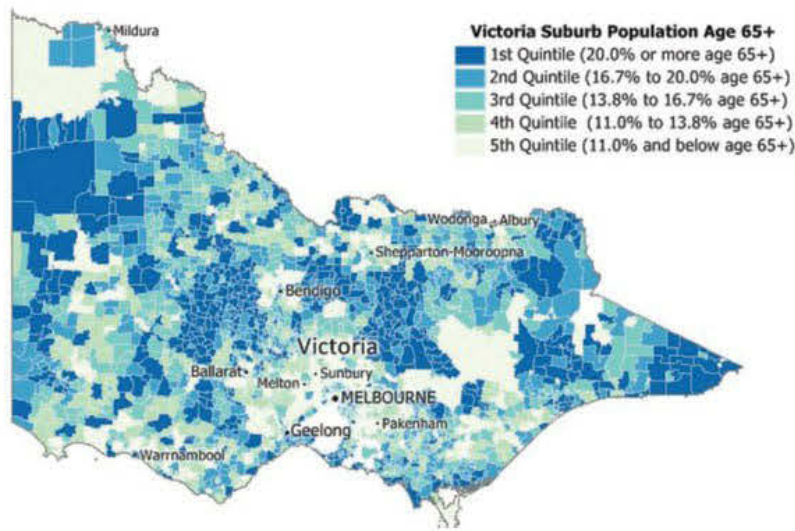 Mildura
Victoria Suburb Population Age 65+
1st Quintile (20.0% or more age 65+)
2nd Quintile (16.7% to 20.0% age 65+)
3rd Quintile (13.8% to 16.7% age 65+)
4th Quintile (11.0% to 13.8% age 65+)
5th Quintile (11.0% and below age 65+)
Wodonga Albury
Shepparton-Mooroopna
Bendigo
Victoria
Ballarat
Sunbury
Melton
MELBOURNE
Geelong
Pakenham
Warrnambool